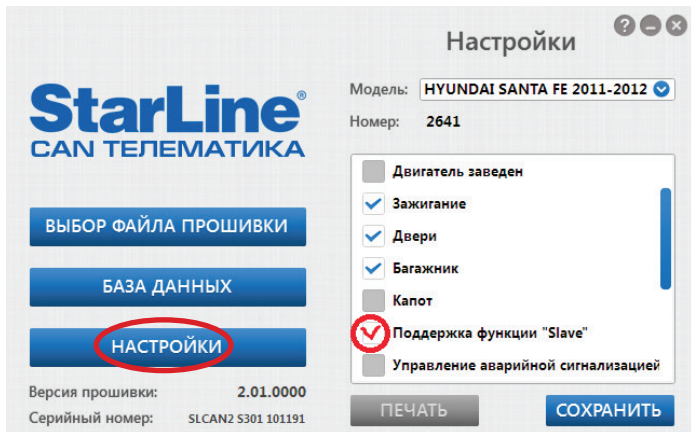 Настройки
StarLine®
CAN ТЕЛЕМАТИКА
ВЫБОР ФАЙЛА ПРОШИВКИ
БАЗА ДАННЫХ
НАСТРОЙКИ
Версия прошивки: 2.01.0000
Серийный номер: SLCAN2 S301 101191
Модель: HYUNDAI SANTA FE 2011-2012
Номер: 2641
Двигатель заведен
Зажигание
Двери
Багажник
Капот
Поддержка функции "Slave"
Управление аварийной сигнализацией
ПЕЧАТЬ
СОХРАНИТЬ